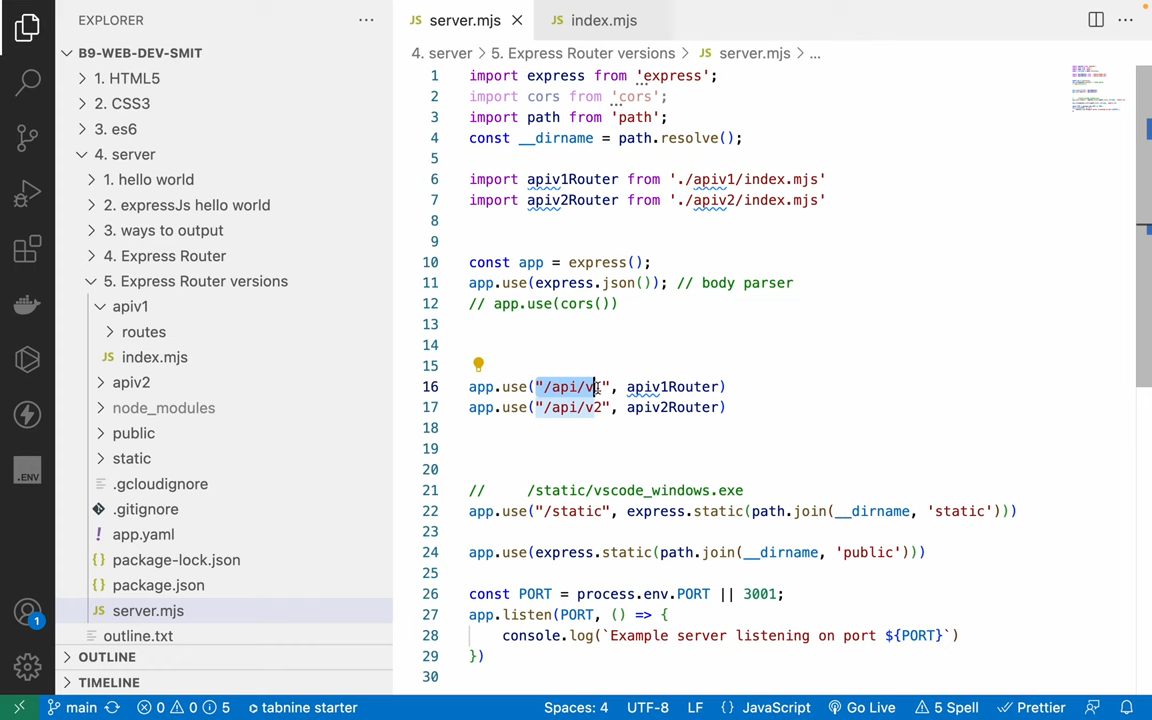 EXPLORER
B9-WEB-DEV-SMIT
1. HTML5
2. CSS3
3. es6
4. server
1. hello world
2. expressJs hello world
3. ways to output
4. Express Router
5. Express Router versions
apiv1
routes
JS index.mjs
apiv2
node_modules
public
static
.gcloudignore
.gitignore
! app.yaml
{} package-lock.json
{} package.json
JS server.mjs
outline.txt
OUTLINE
TIMELINE
.ENV
1
JS server.mjs
JS index.mjs
4. server > 5. Express Router versions > JS server.mjs > ...
1 import express from 'express';
2 import cors from 'cors';
3 import path from 'path';
4 const __dirname = path.resolve();
5
6 import apiv1Router from './apiv1/index.mjs'
7 import apiv2Router from './apiv2/index.mjs'
8
9
10 const app = express();
11 app.use(express.json()); // body parser
12 // app.use(cors())
13
14
15
16 app.use("/api/v1", apiv1Router)
17 app.use("/api/v2", apiv2Router)
18
19
20
21 //     /static/vscode_windows.exe
22 app.use("/static", express.static(path.join(__dirname, 'static')))
23
24 app.use(express.static(path.join(__dirname, 'public')))
25
26 const PORT = process.env.PORT || 3001;
27 app.listen(PORT, () => {
28     console.log(`Example server listening on port ${PORT}`)
29 })
30
main 0 0 5 tabnine starter Spaces: 4 UTF-8 LF {} JavaScript Go Live 5 Spell Prettier